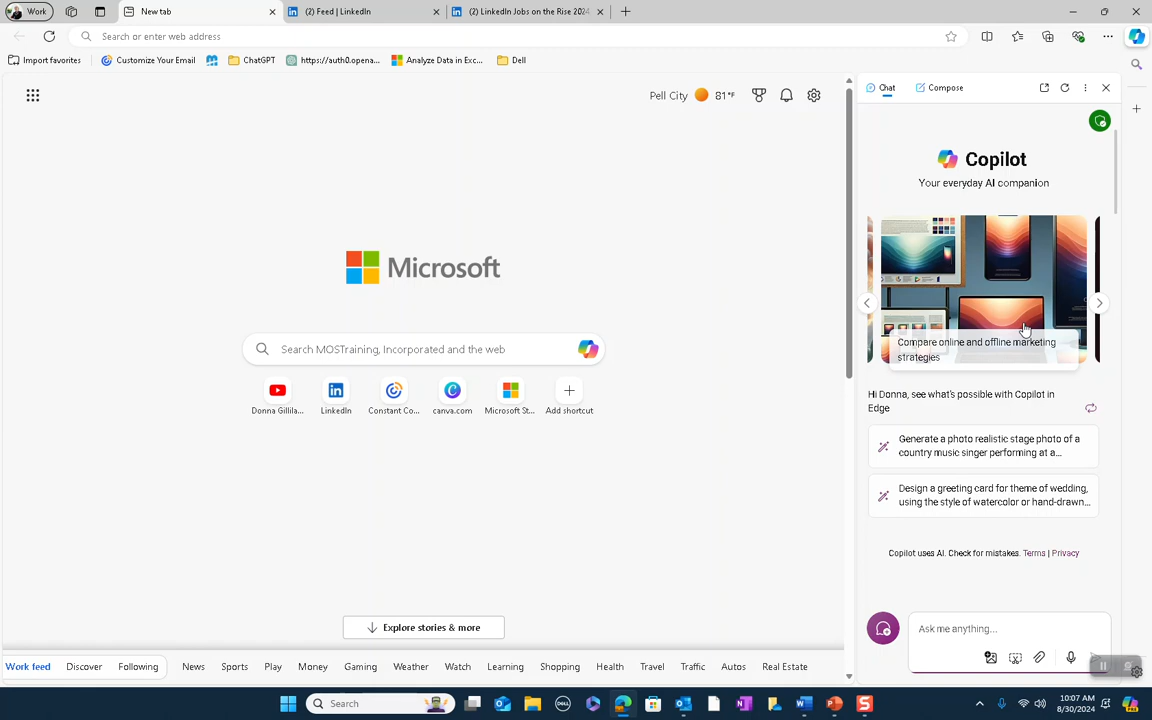 Work
New tab
(2) Feed | LinkedIn
(2) LinkedIn Jobs on the Rise 2024
Search or enter web address
Import favorites
Customize Your Email
ChatGPT
https://auth0.opena...
Analyze Data in Exc...
Dell
Pell City
81°F
Chat
Compose
Copilot
Your everyday AI companion
Microsoft
Compare online and offline marketing
strategies
Search MOSTraining, Incorporated and the web
Donna Gillila...
LinkedIn
Constant Co...
canva.com
Microsoft St...
Add shortcut
Hi Donna, see what's possible with Copilot in
Edge
Generate a photo realistic stage photo of a
country music singer performing at a...
Design a greeting card for theme of wedding,
using the style of watercolor or hand-drawn...
Copilot uses AI. Check for mistakes. Terms | Privacy
Explore stories & more
Ask me anything...
Work feed
Discover
Following
News
Sports
Play
Money
Gaming
Weather
Watch
Learning
Shopping
Health
Travel
Traffic
Autos
Real Estate
Search
10:07 AM
8/30/2024